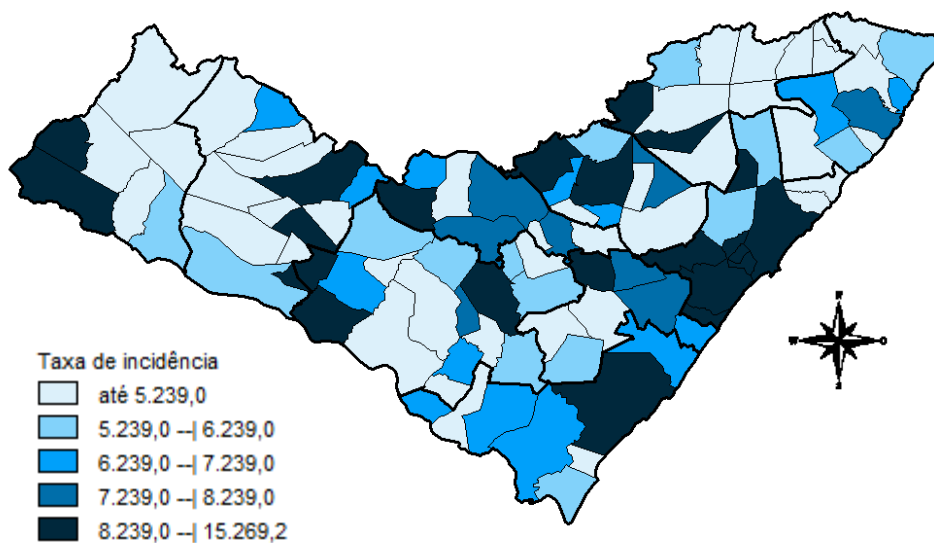 Taxa de incidência
até 5.239,0
5.239,0 --| 6.239,0
6.239,0 --| 7.239,0
7.239,0 --| 8.239,0
8.239,0 --| 15.269,2